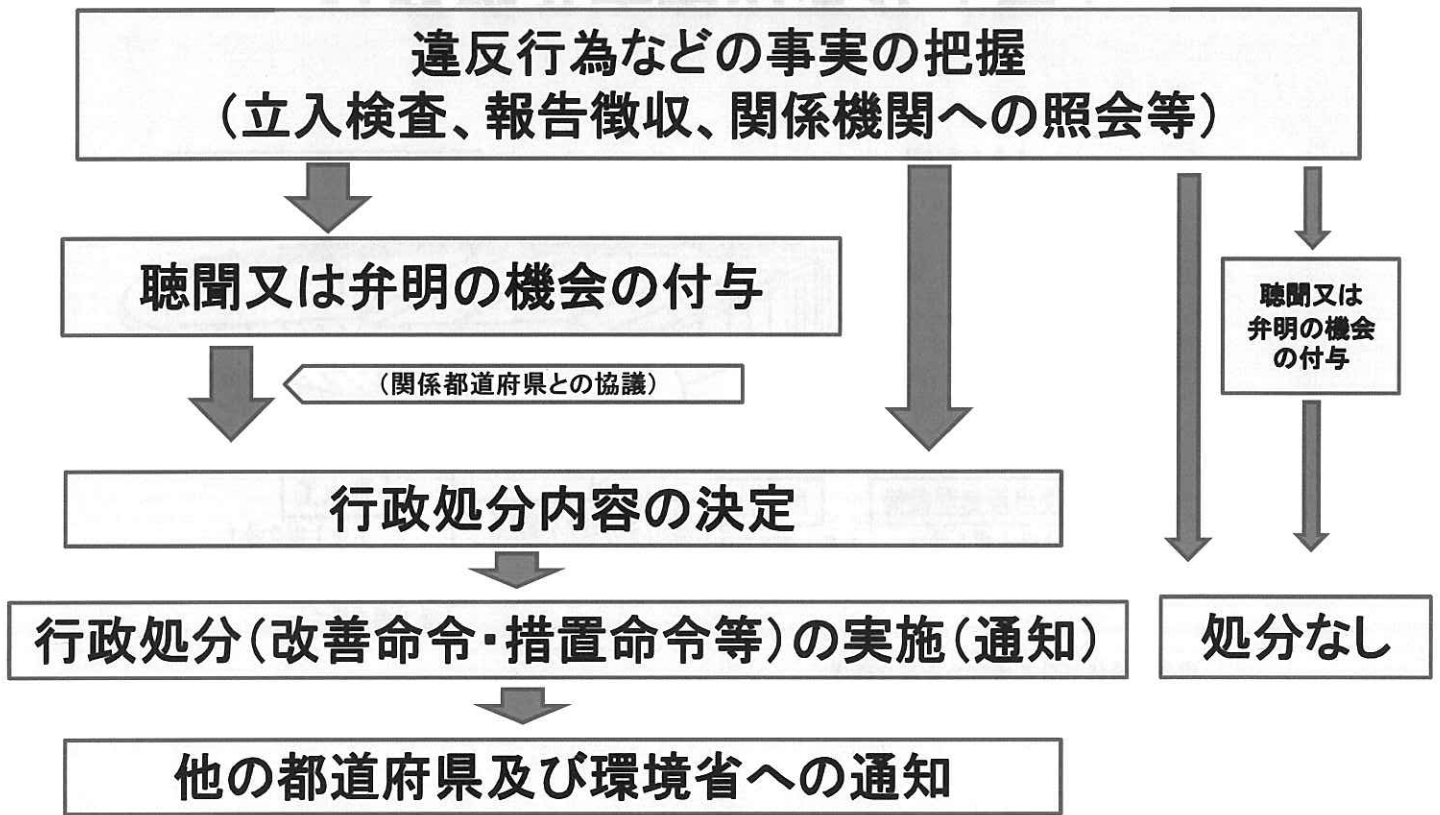 違反行為などの事実の把握
（立入検査、報告徴収、関係機関への照会等）
聴聞又は弁明の機会の付与
聴聞又は
弁明の機会
の付与
（関係都道府県との協議）
行政処分内容の決定
行政処分（改善命令・措置命令等）の実施（通知）
処分なし
他の都道府県及び環境省への通知